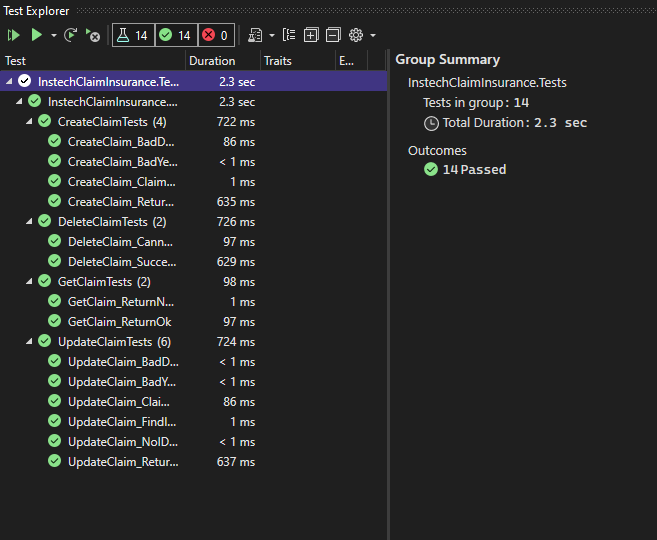 Test Explorer
14 14 0
Test Duration Traits E...
InstechClaimInsurance.Te... 2.3 sec
InstechClaimInsurance.... 2.3 sec
CreateClaimTests (4) 722 ms
CreateClaim_BadD... 86 ms
CreateClaim_BadYe... < 1 ms
CreateClaim_Claim... 1 ms
CreateClaim_Retur... 635 ms
DeleteClaimTests (2) 726 ms
DeleteClaim_Cann... 97 ms
DeleteClaim_Succe... 629 ms
GetClaimTests (2) 98 ms
GetClaim_ReturnN... 1 ms
GetClaim_ReturnOk 97 ms
UpdateClaimTests (6) 724 ms
UpdateClaim_BadD... < 1 ms
UpdateClaim_BadY... < 1 ms
UpdateClaim_Clai... 86 ms
UpdateClaim_FindI... 1 ms
UpdateClaim_NoID... < 1 ms
UpdateClaim_Retur... 637 ms
Group Summary
InstechClaimInsurance.Tests
Tests in group: 14
Total Duration: 2.3 sec
Outcomes
14 Passed